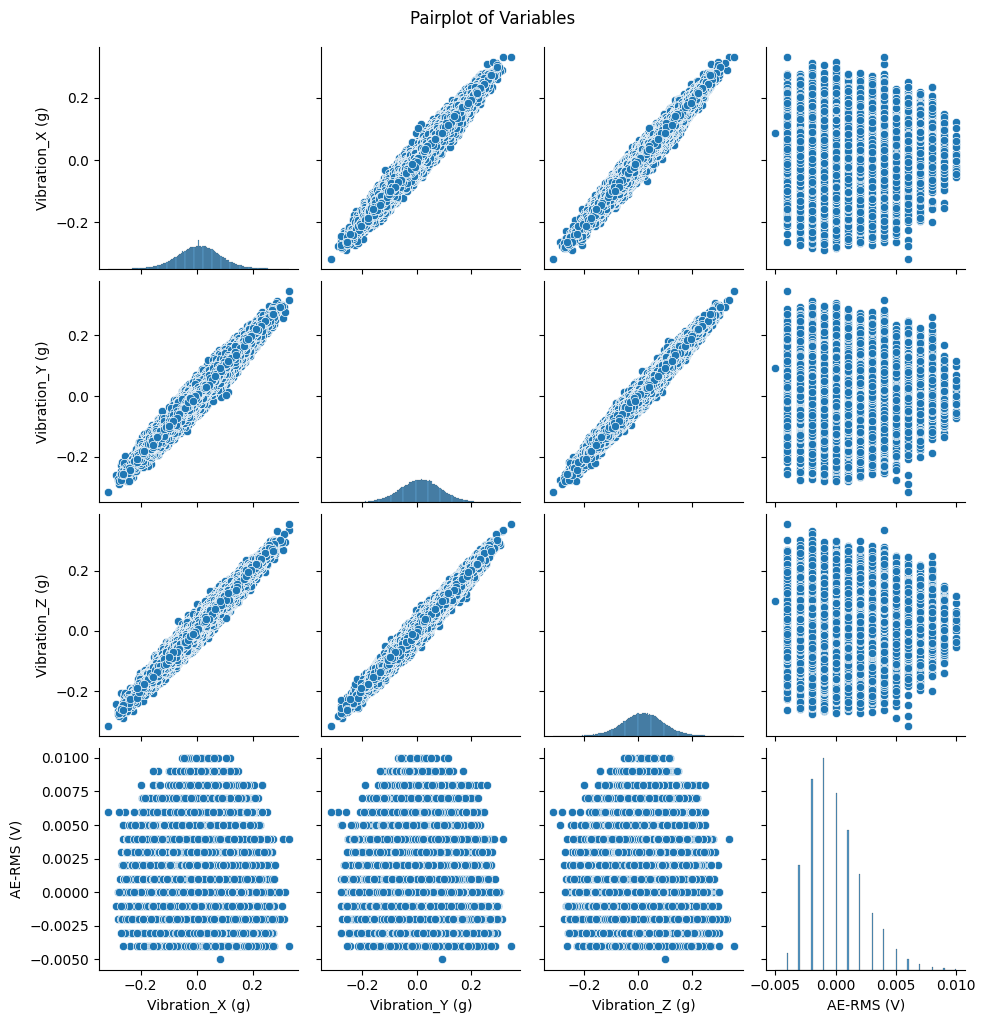 Pairplot of Variables
Vibration_X (g)
0.2
0.0
−0.2
Vibration_Y (g)
0.2
0.0
−0.2
Vibration_Z (g)
0.2
0.0
−0.2
AE-RMS (V)
0.0100
0.0075
0.0050
0.0025
0.0000
−0.0025
−0.0050
−0.2 0.0 0.2 −0.2 0.0 0.2 −0.2 0.0 0.2 −0.005 0.000 0.005 0.010
Vibration_X (g) Vibration_Y (g) Vibration_Z (g) AE-RMS (V)